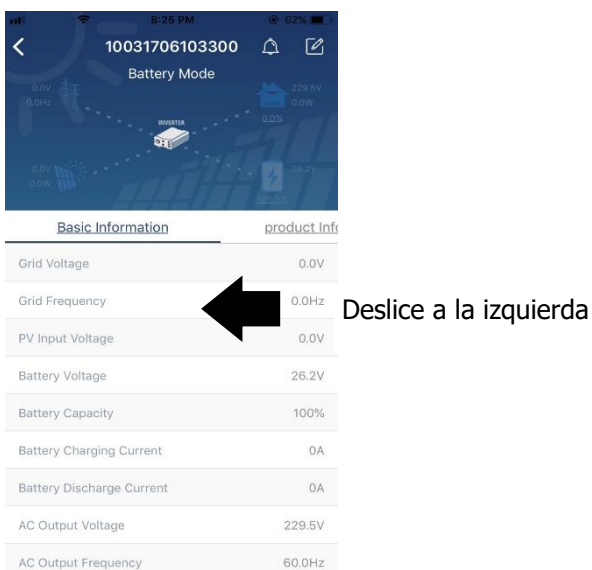 8:25 PM
62%
10031706103300
Battery Mode
0.0V
0.0Hz
229.5V
0.0W
0.0%
INVERTER
0.0V
0.0W
26.2V
100.0%
Basic Information
product Info
Grid Voltage 0.0V
Grid Frequency 0.0Hz
Deslice a la izquierda
PV Input Voltage 0.0V
Battery Voltage 26.2V
Battery Capacity 100%
Battery Charging Current 0A
Battery Discharge Current 0A
AC Output Voltage 229.5V
AC Output Frequency 60.0Hz